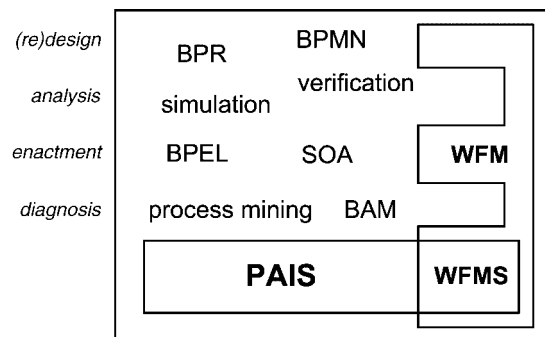 (re)design
BPR
BPMN
analysis
simulation
verification
enactment
BPEL
SOA
WFM
diagnosis
process mining
BAM
PAIS
WFMS